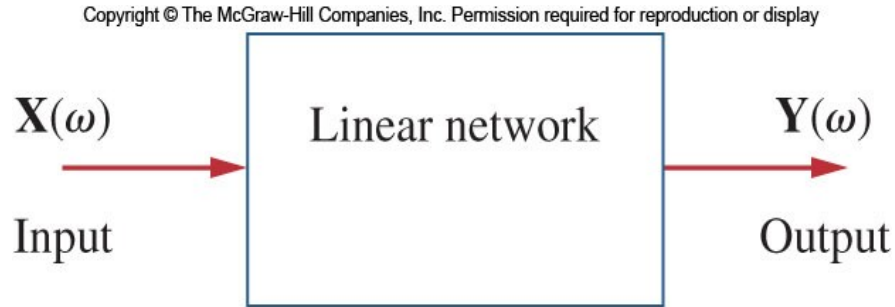 Copyright © The McGraw-Hill Companies, Inc. Permission required for reproduction or display
X(ω)
Linear network
Y(ω)
Input
Output